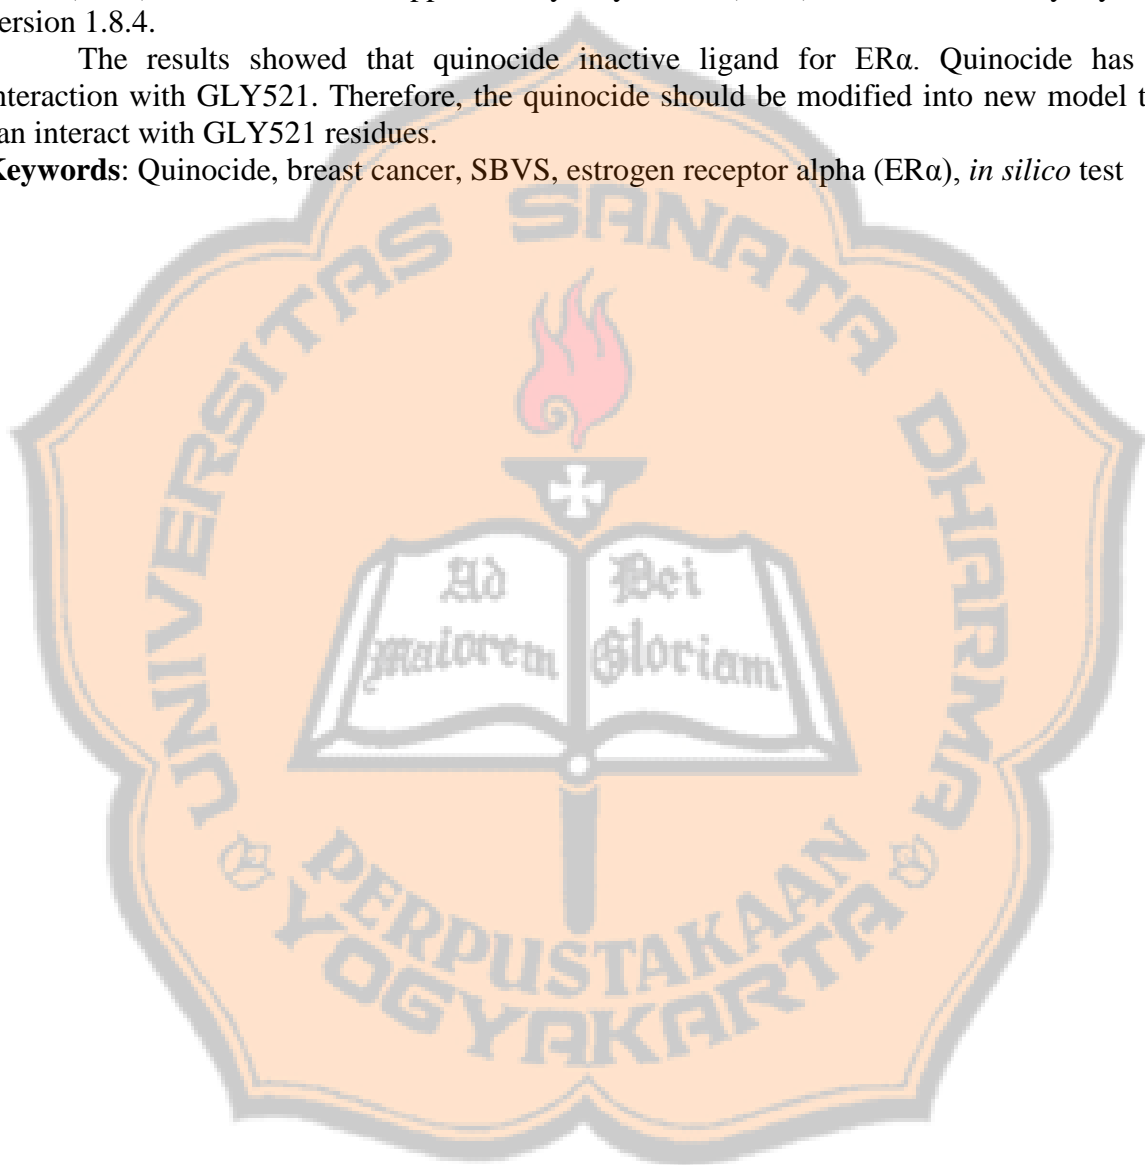 ersion 1.8.4.
The results showed that quinocide inactive ligand for ERα. Quinocide has
nteraction with GLY521. Therefore, the quinocide should be modified into new model t
an interact with GLY521 residues.
Keywords: Quinocide, breast cancer, SBVS, estrogen receptor alpha (ERα), in silico test
UNIVERSITAS SANATA DHARMA
Ad Dei
Maiorem Gloriam
PERPUSTAKAAN
YOGYAKARTA